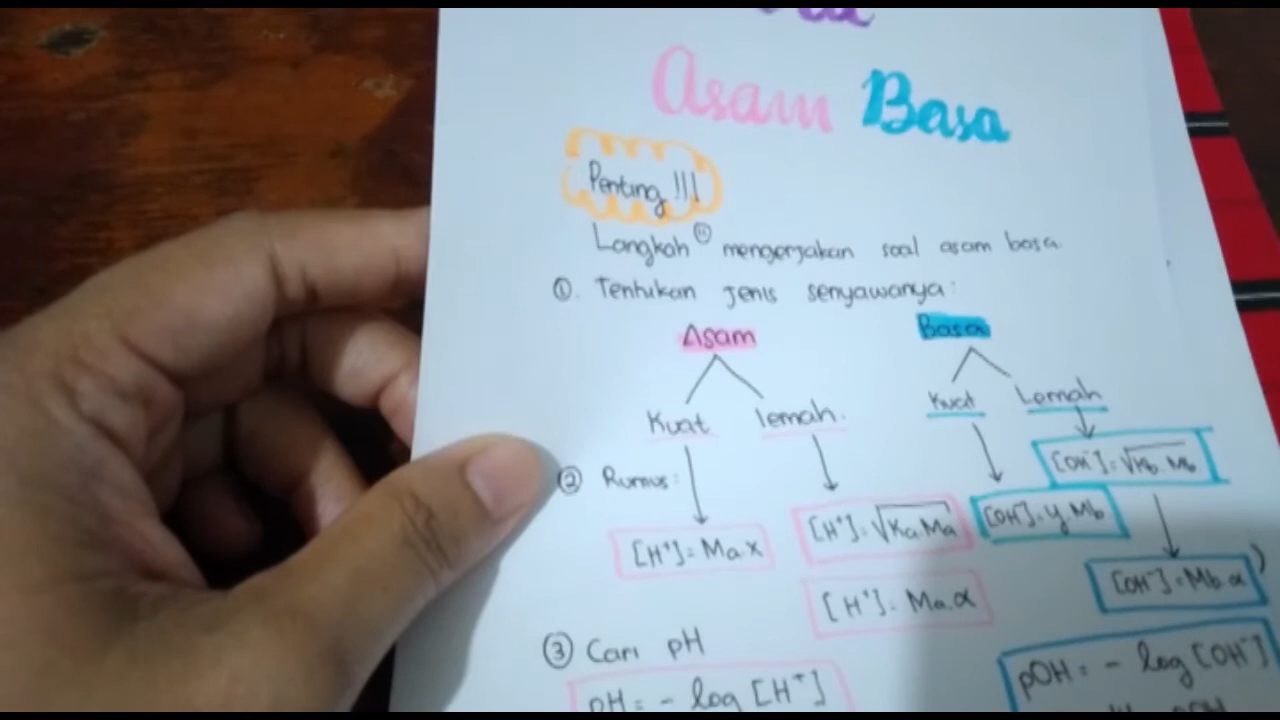 Asam Basa
Penting !!!
Langkah" mengerjakan soal asam basa.
①. Tentukan jenis senyawanya:
Asam Basa
Kuat lemah. Kuat Lemah
[OH⁻]=√Kb.Mb
② Rumus:
[H⁺]=Ma.x [H⁺]=√Ka.Ma [OH⁻]=y Mb
[H⁺]=Ma.α [OH⁻]=Mb.α)
③ Cari pH
pH = - log [H⁺] pOH = - log [OH⁻]